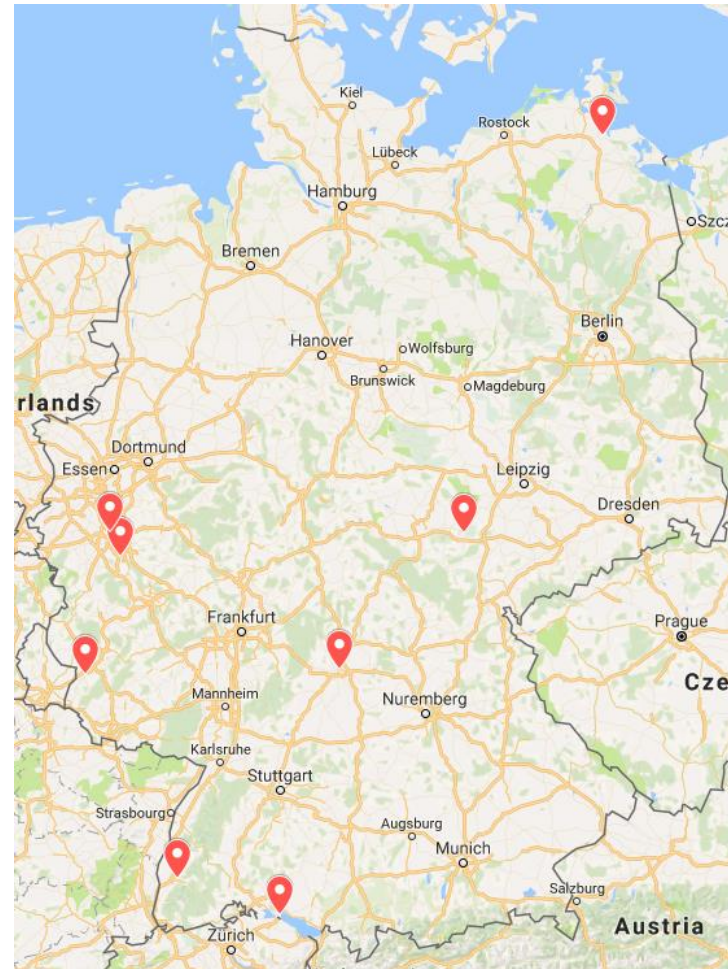 Kiel
Rostock
Lübeck
Hamburg
Szcz
Bremen
Berlin
Hanover
Wolfsburg
Brunswick
Magdeburg
rlands
Dortmund
Essen
Leipzig
Dresden
Frankfurt
Prague
Cze
Mannheim
Nuremberg
Karlsruhe
Stuttgart
Strasbourg
Augsburg
Munich
Salzburg
Austria
Zürich